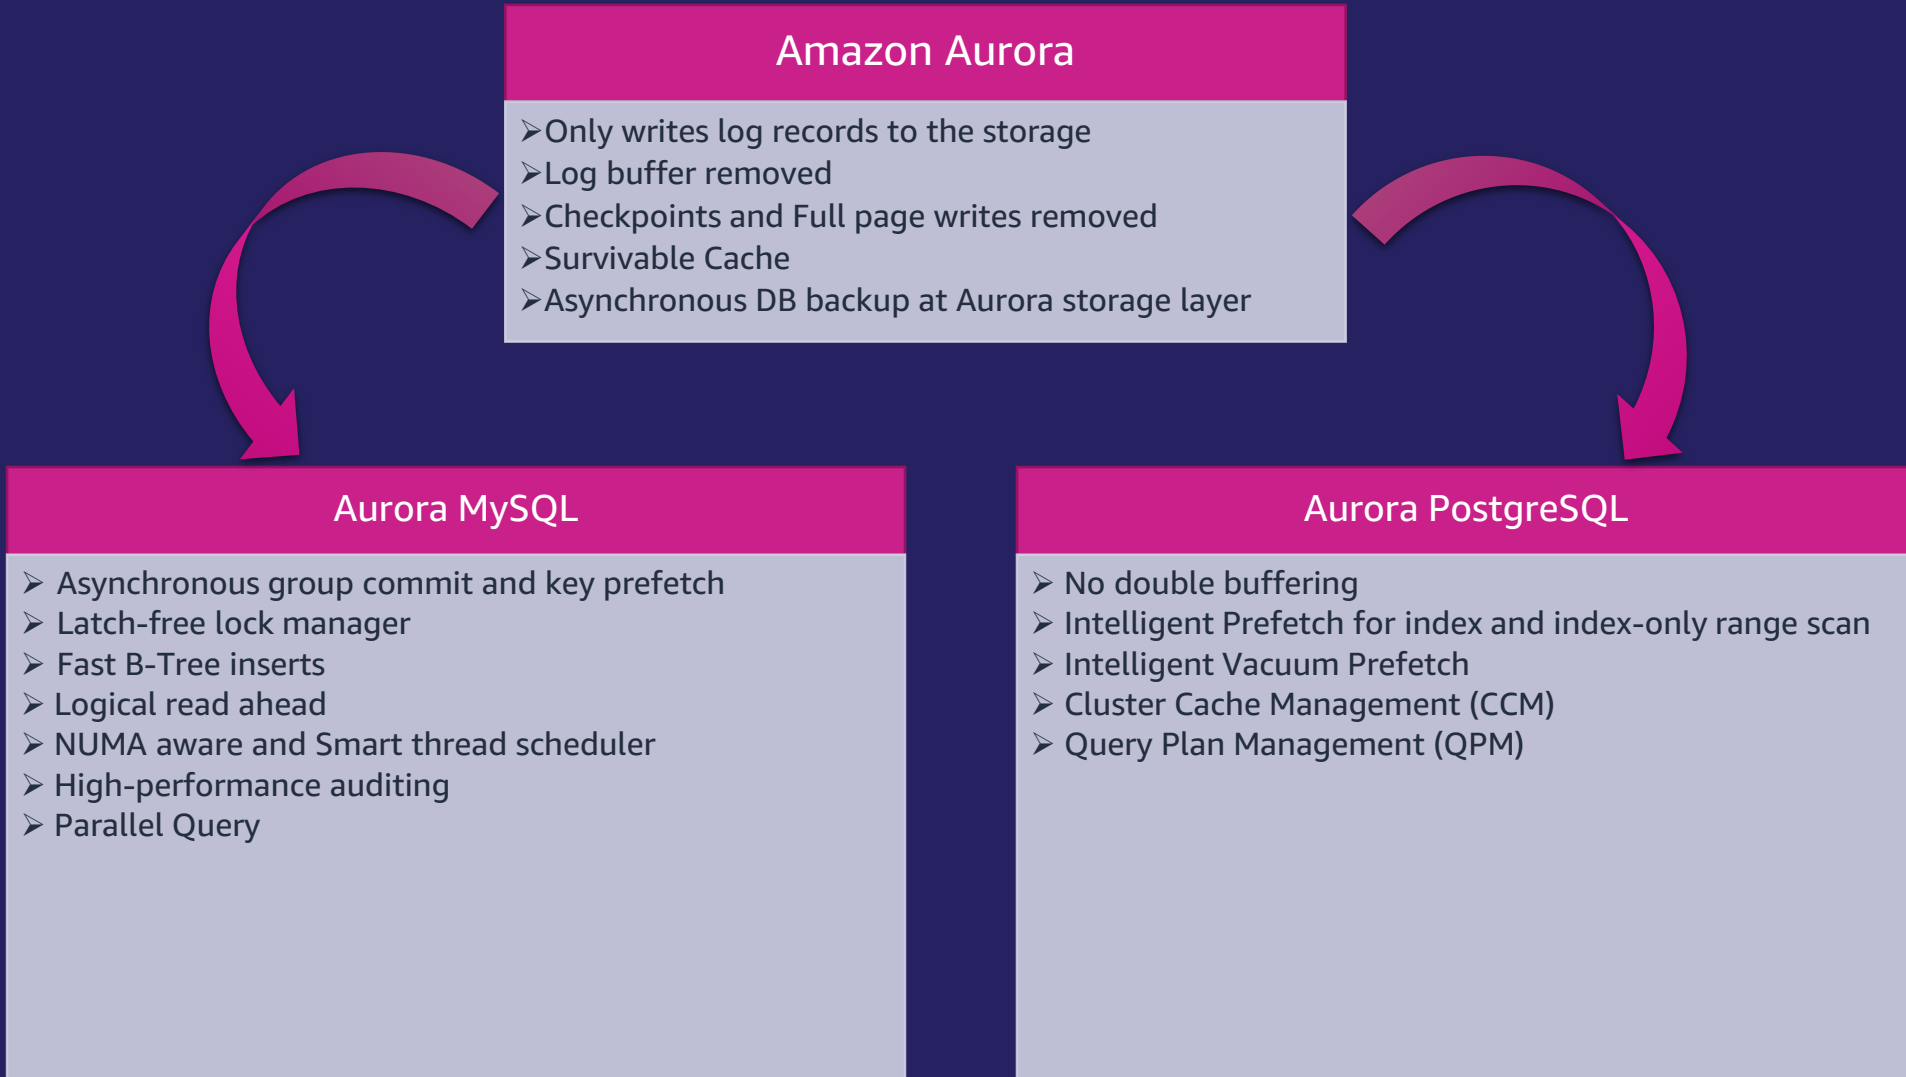 Amazon Aurora
➢Only writes log records to the storage
➢Log buffer removed
➢Checkpoints and Full page writes removed
➢Survivable Cache
➢Asynchronous DB backup at Aurora storage layer
Aurora MySQL
➢ Asynchronous group commit and key prefetch
➢ Latch-free lock manager
➢ Fast B-Tree inserts
➢ Logical read ahead
➢ NUMA aware and Smart thread scheduler
➢ High-performance auditing
➢ Parallel Query
Aurora PostgreSQL
➢ No double buffering
➢ Intelligent Prefetch for index and index-only range scan
➢ Intelligent Vacuum Prefetch
➢ Cluster Cache Management (CCM)
➢ Query Plan Management (QPM)